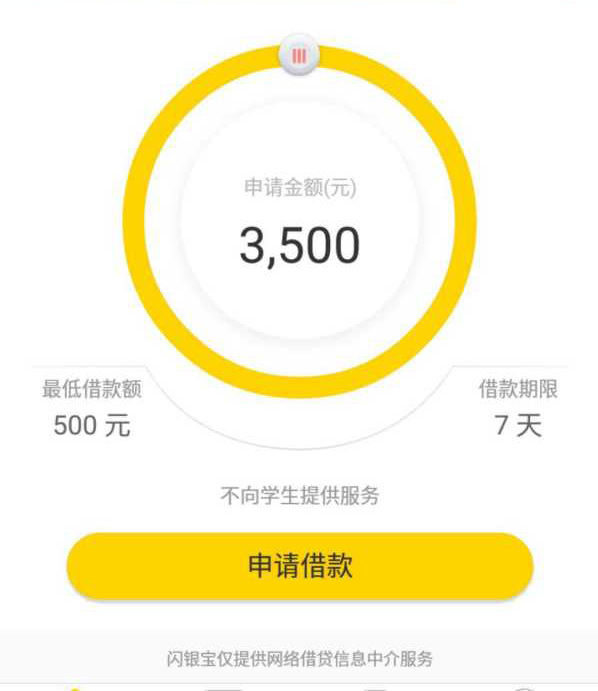 申请金额(元)
3,500
最低借款额
500 元
借款期限
7 天
不向学生提供服务
申请借款
闪银宝仅提供网络借贷信息中介服务